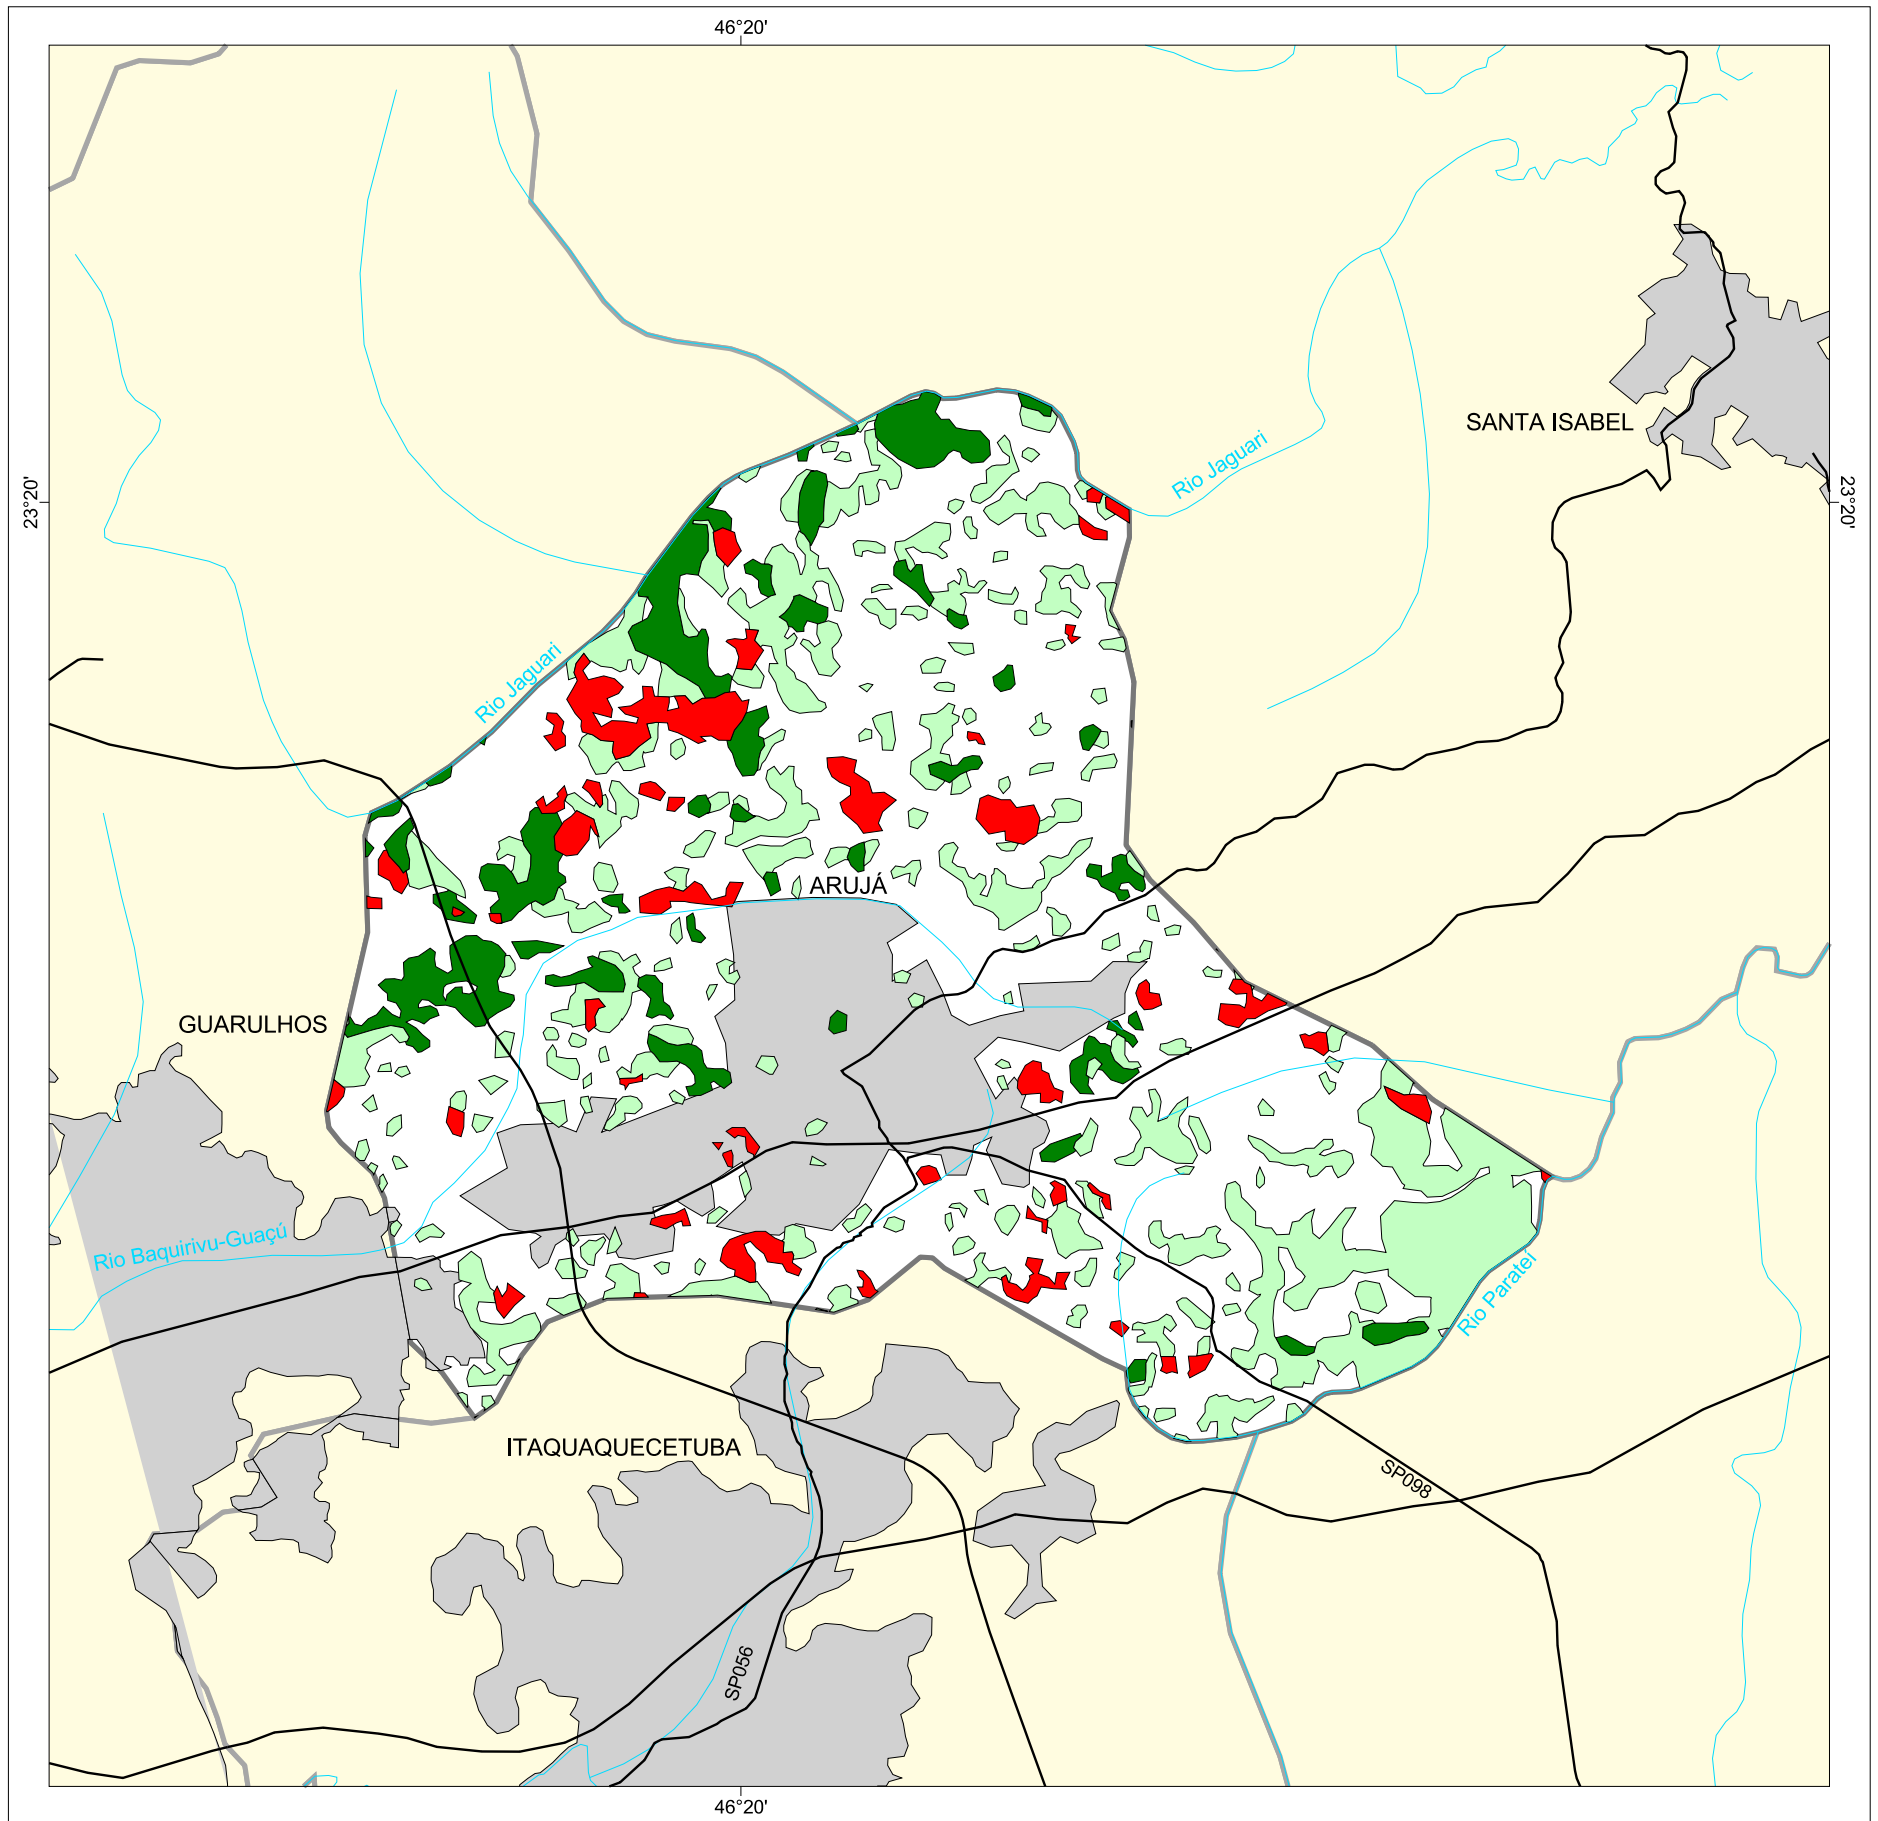 46°20'
SANTA ISABEL
Rio Jaguari
23°20'
23°20'
Rio Jaguari
ARUJÁ
GUARULHOS
Rio Baquirivu-Guaçú
Rio Parateí
ITAQUAQUECETUBA
SP098
SP056
46°20'